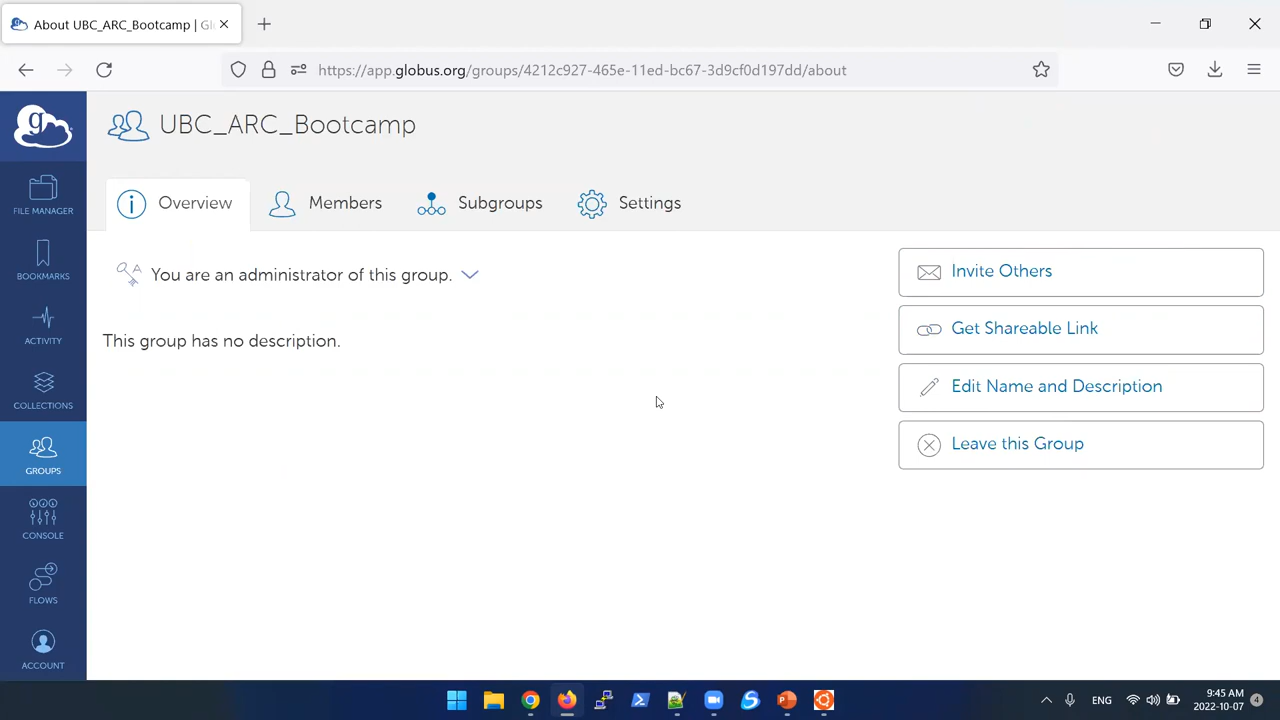 About UBC_ARC_Bootcamp | Gl
https://app.globus.org/groups/4212c927-465e-11ed-bc67-3d9cf0d197dd/about
g
UBC_ARC_Bootcamp
FILE MANAGER
BOOKMARKS
ACTIVITY
COLLECTIONS
GROUPS
CONSOLE
FLOWS
ACCOUNT
Overview
Members
Subgroups
Settings
A
You are an administrator of this group.
This group has no description.
Invite Others
Get Shareable Link
Edit Name and Description
Leave this Group
ENG
9:45 AM
2022-10-07
4